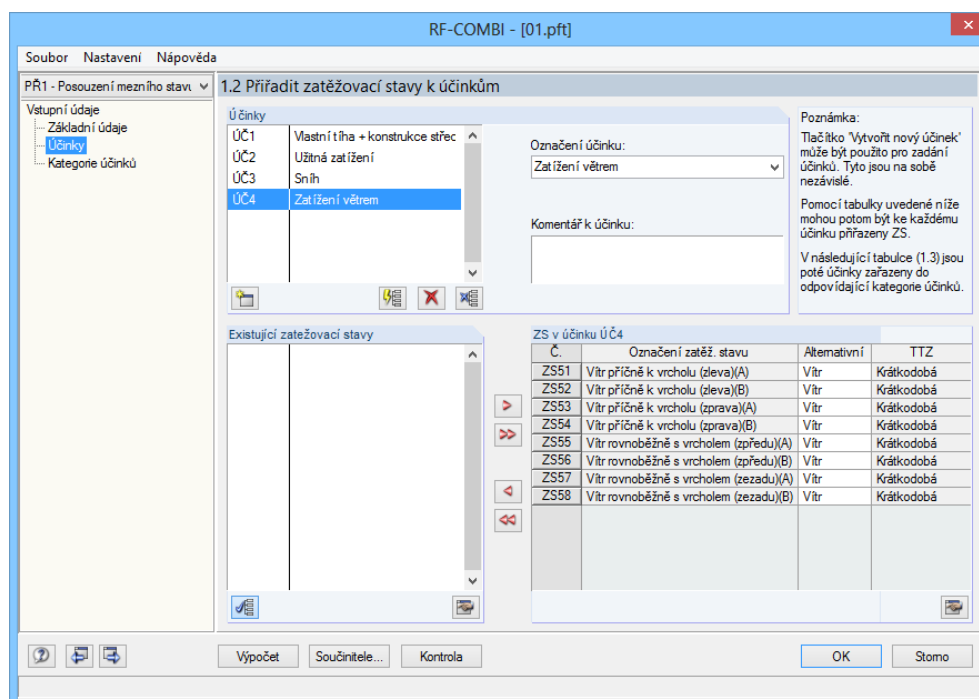 RF-COMBI - [01.pft]
Soubor Nastavení Nápověda
PŘ1 - Posouzení mezního stavu
1.2 Přiřadit zatěžovací stavy k účinkům
Vstupní údaje
Základní údaje
Účinky
Kategorie účinků
Účinky
ÚČ1 Vlastní tíha + konstrukce střec
ÚČ2 Užitná zatížení
ÚČ3 Sníh
ÚČ4 Zatížení větrem
Označení účinku:
Zatížení větrem
Komentář k účinku:
Poznámka:
Tlačítko 'Vytvořit nový účinek'
může být použito pro zadání
účinků. Tyto jsou na sobě
nezávislé.
Pomocí tabulky uvedené níže
mohou potom být ke každému
účinku přiřazeny ZS.
V následující tabulce (1.3) jsou
poté účinky zařazeny do
odpovídající kategorie účinků.
Existující zatežovací stavy
ZS v účinku ÚČ4
Č. Označení zatěž. stavu Alternativní TTZ
ZS51 Vítr příčně k vrcholu (zleva)(A) Vítr Krátkodobá
ZS52 Vítr příčně k vrcholu (zleva)(B) Vítr Krátkodobá
ZS53 Vítr příčně k vrcholu (zprava)(A) Vítr Krátkodobá
ZS54 Vítr příčně k vrcholu (zprava)(B) Vítr Krátkodobá
ZS55 Vítr rovnoběžně s vrcholem (zpředu)(A) Vítr Krátkodobá
ZS56 Vítr rovnoběžně s vrcholem (zpředu)(B) Vítr Krátkodobá
ZS57 Vítr rovnoběžně s vrcholem (zezadu)(A) Vítr Krátkodobá
ZS58 Vítr rovnoběžně s vrcholem (zezadu)(B) Vítr Krátkodobá
Výpočet Součinitele... Kontrola OK Storno